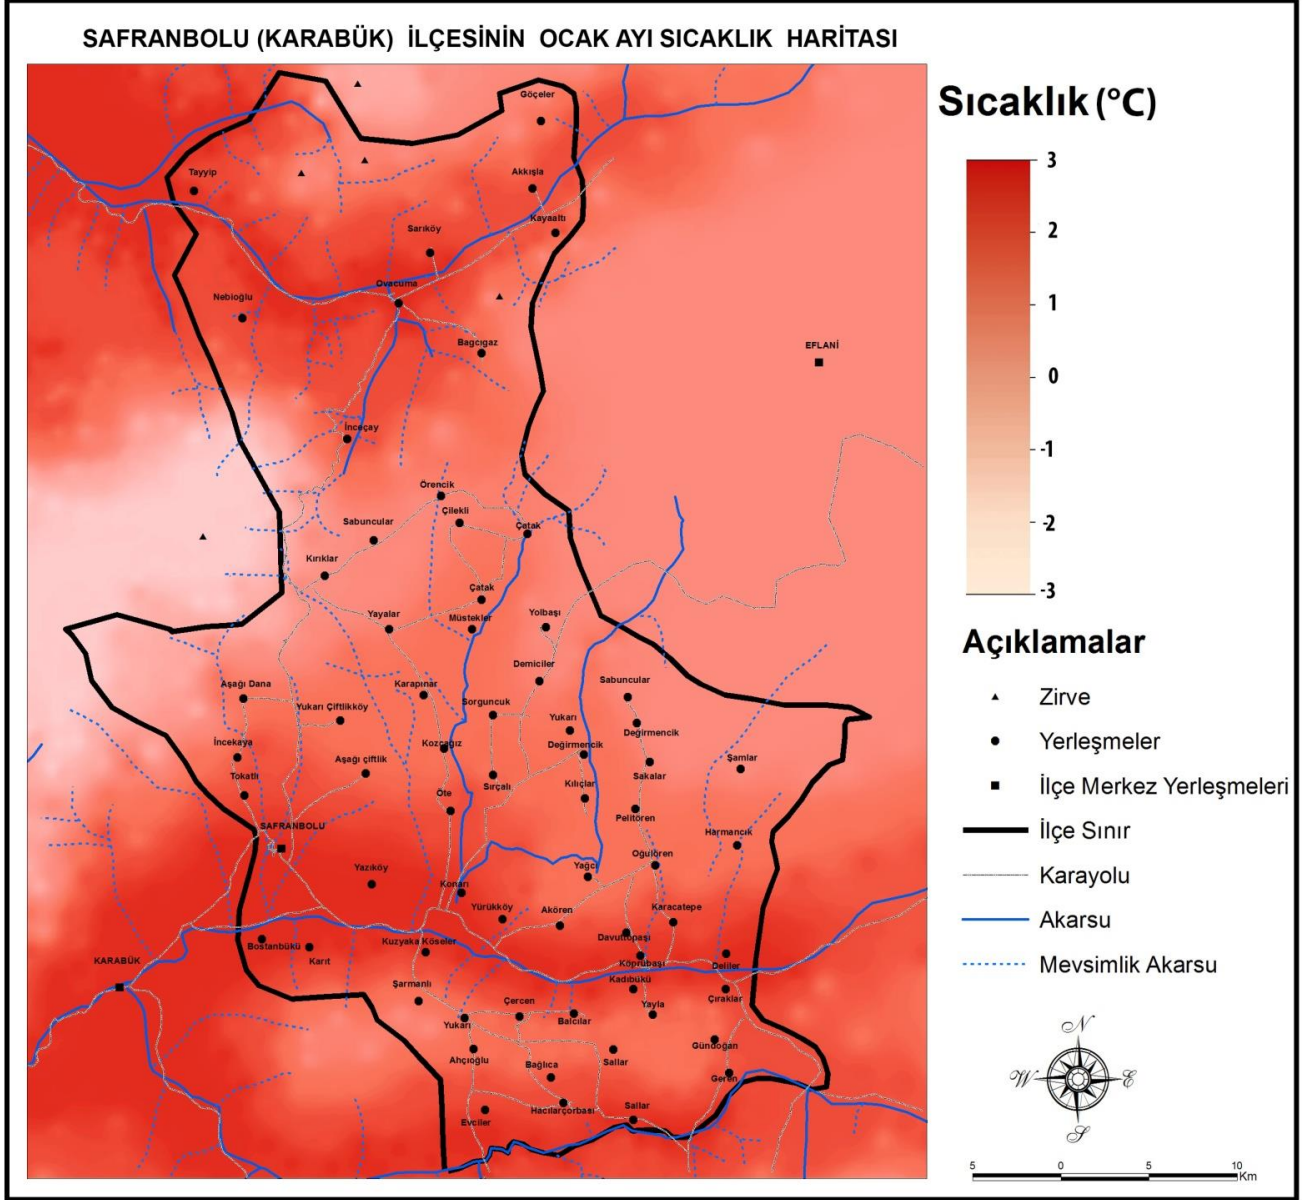 SAFRANBOLU (KARABÜK) İLÇESİNİN OCAK AYI SICAKLIK HARİTASI
Göçeler
Tayyip
Akkışla
Kayaaltı
Sarıköy
Ovacuma
Nebioğlu
Bagcıgaz
EFLANİ
İnceçay
Örencik
Çilekli
Sabuncular
Çatak
Kırıklar
Çatak
Yayalar
Müstekler
Yolbaşı
Demiciler
Aşağı Dana
Karapınar
Sabuncular
Yukarı Çiftlikköy
Sorguncuk
Yukarı
Değirmencik
İncekaya
Kozcağız
Değirmencik
Aşağı çiftlik
Şamlar
Tokatlı
Sırçalı
Kılıçlar
Sakalar
Öte
Pelitören
SAFRANBOLU
Harmancık
Oğulören
Yazıköy
Yağcı
Konarı
Yürükköy
Akören
Karacatepe
Bostanbükü
Kuzyaka Köseler
Davutobaşı
Karıt
KARABÜK
Köprübaşı
Deliler
Şarmanlı
Kadıbükü
Çıraklar
Çercen
Yayla
Yukarı
Balcılar
Gündoğan
Ahçıoğlu
Bağlıca
Sallar
Geren
Hacılarçorbası
Sallar
Evciler
Sıcaklık (°C)
3
2
1
0
-1
-2
-3
Açıklamalar
Zirve
Yerleşmeler
İlçe Merkez Yerleşmeleri
İlçe Sınır
Karayolu
Akarsu
Mevsimlik Akarsu
N
W E
S
5 0 5 10
Km